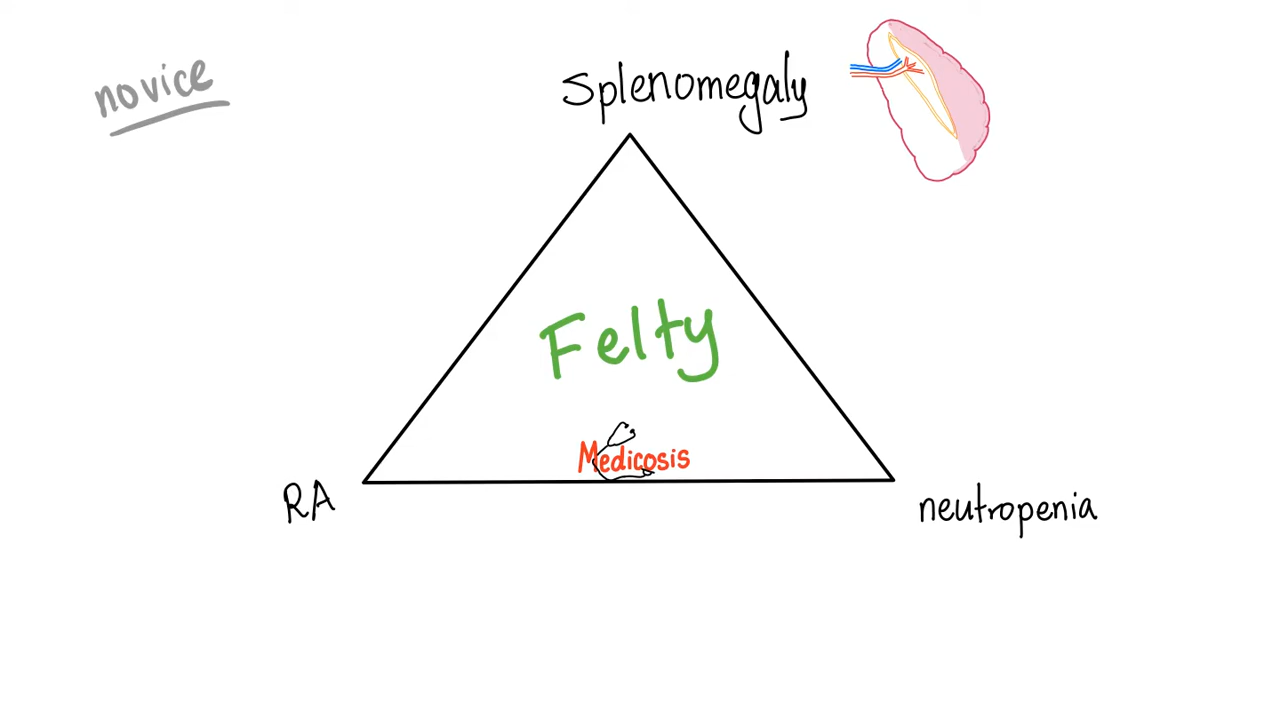 novice
Splenomegaly
Felty
Medicosis
RA
neutropenia